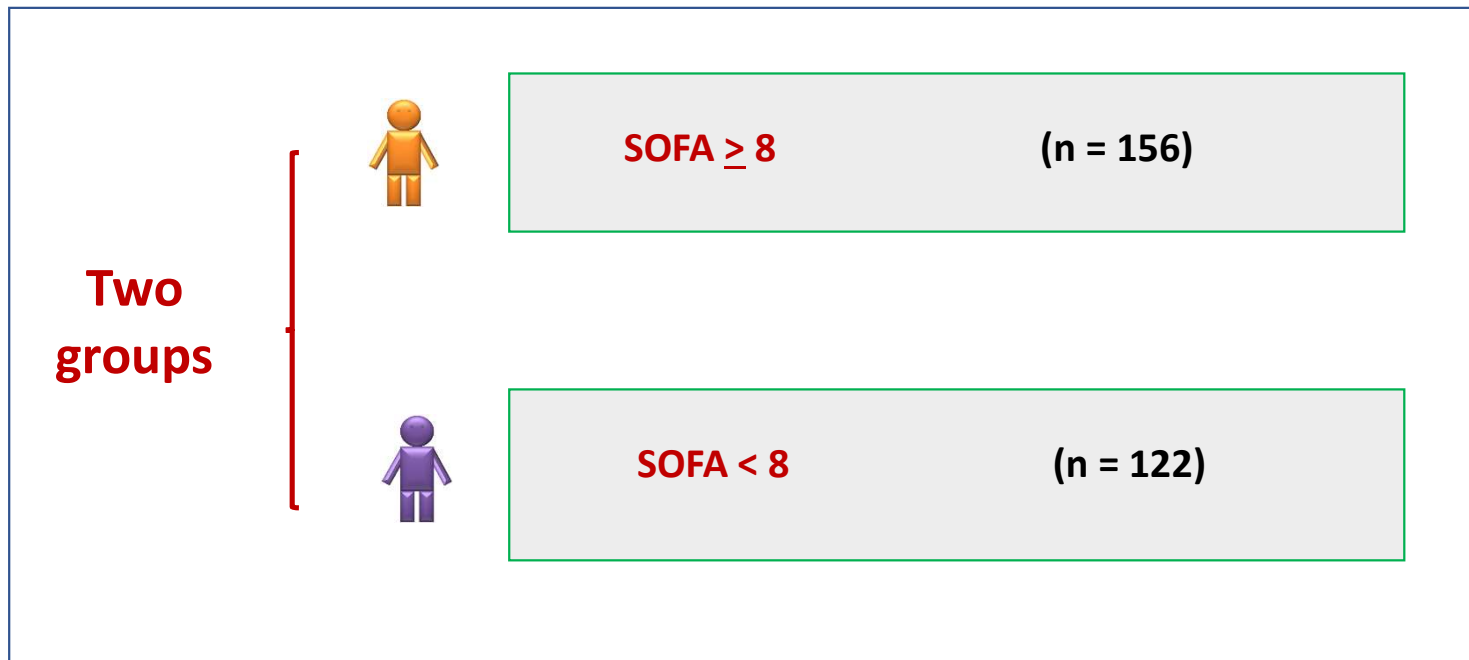 Two
groups
SOFA ≥ 8 (n = 156)
SOFA < 8 (n = 122)